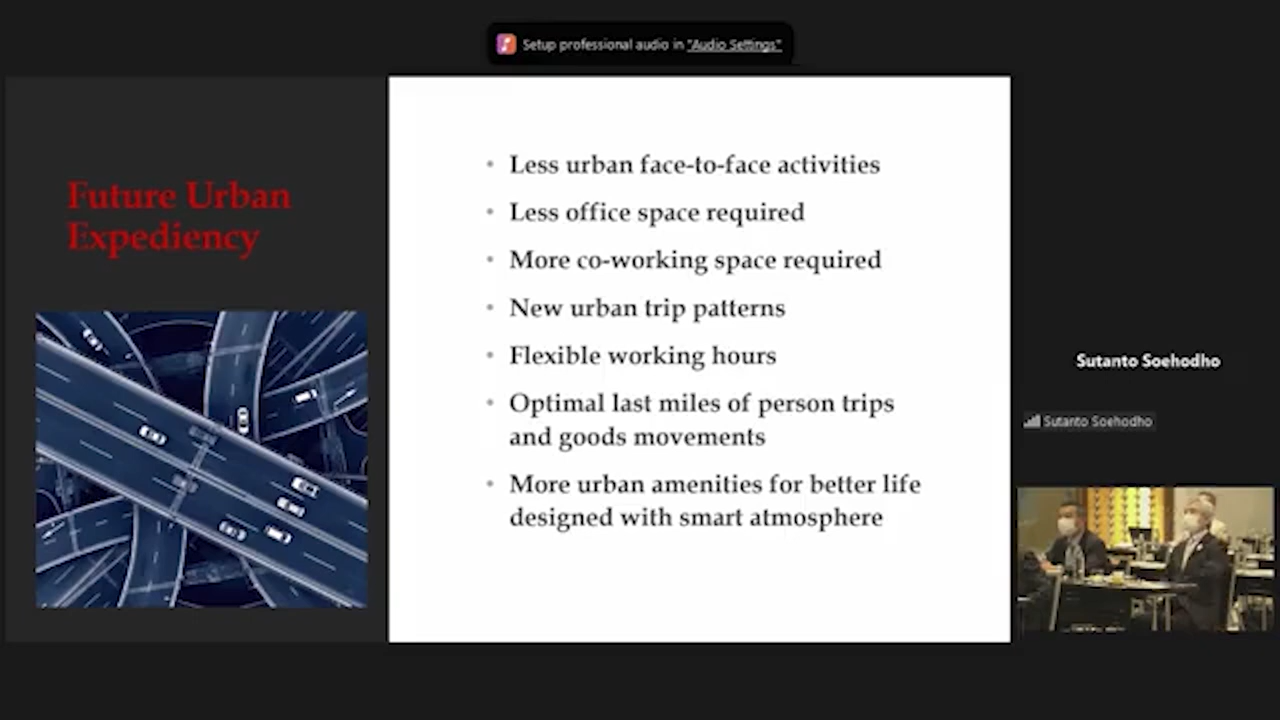 Setup professional audio in "Audio Settings"
Future Urban
Expediency
• Less urban face-to-face activities
• Less office space required
• More co-working space required
• New urban trip patterns
• Flexible working hours
• Optimal last miles of person trips
and goods movements
• More urban amenities for better life
designed with smart atmosphere
Sutanto Soehodho
Sutanto Soehodho